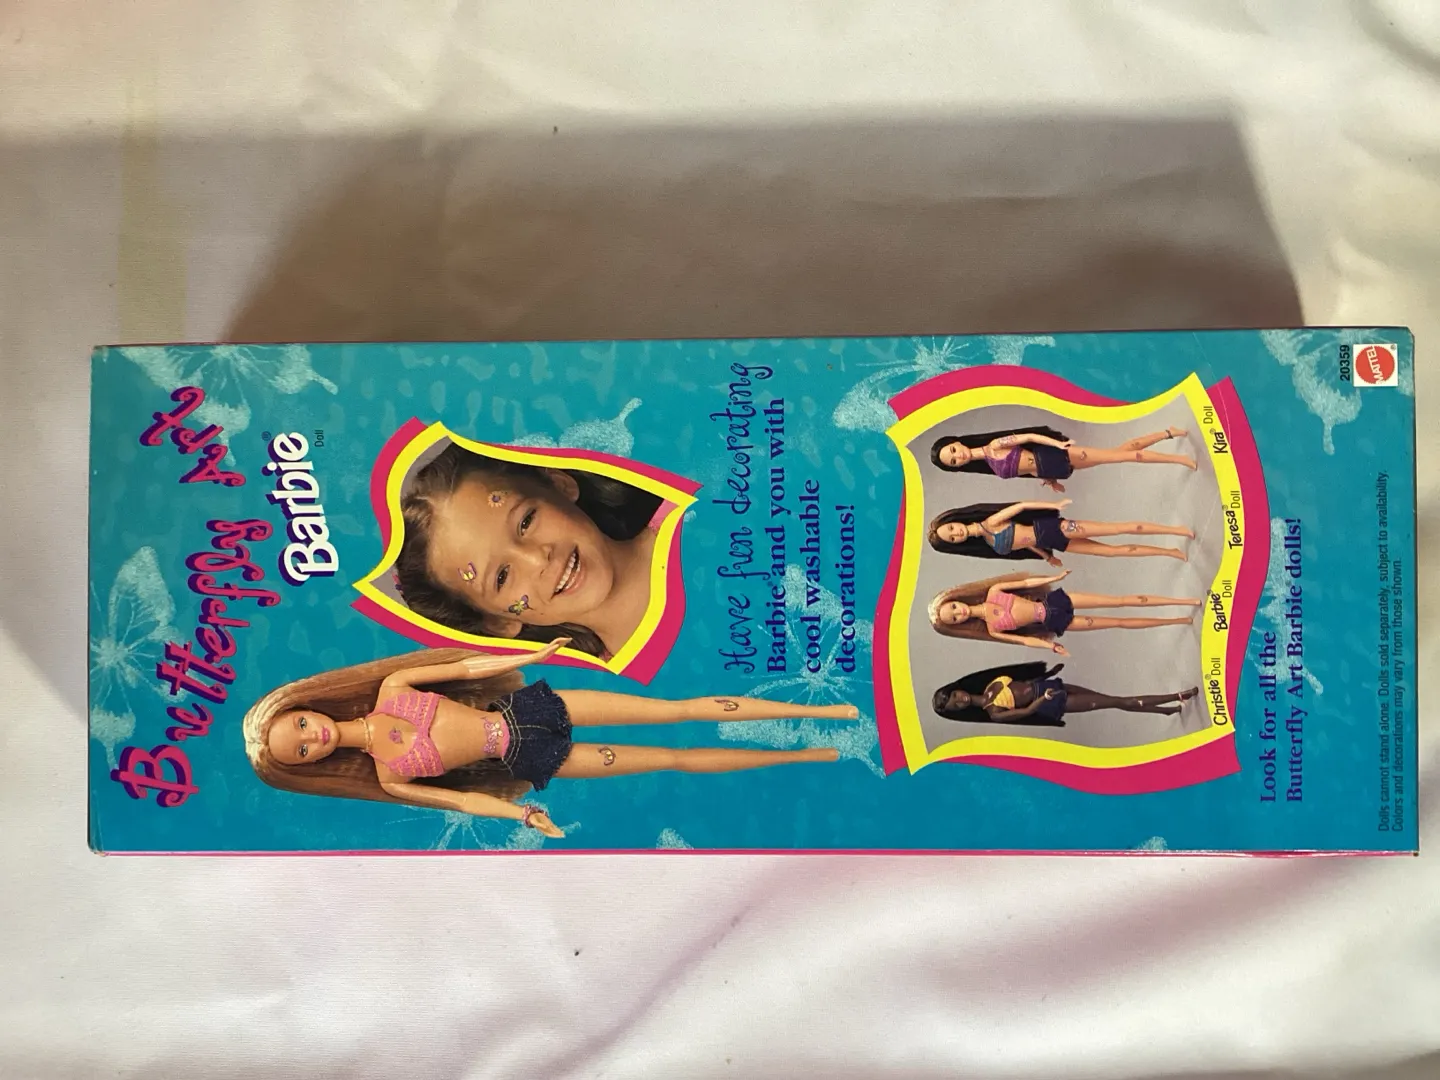 Butterfly Art
Barbie®
Doll
Have fun decorating
Barbie® and you with
cool washable
decorations!
Christie® Doll
Barbie® Doll
Teresa® Doll
Kira® Doll
Look for all the
Butterfly Art Barbie dolls!
Dolls cannot stand alone. Dolls sold separately, subject to availability.
Colors and decorations may vary from those shown.
20359
MATTEL®